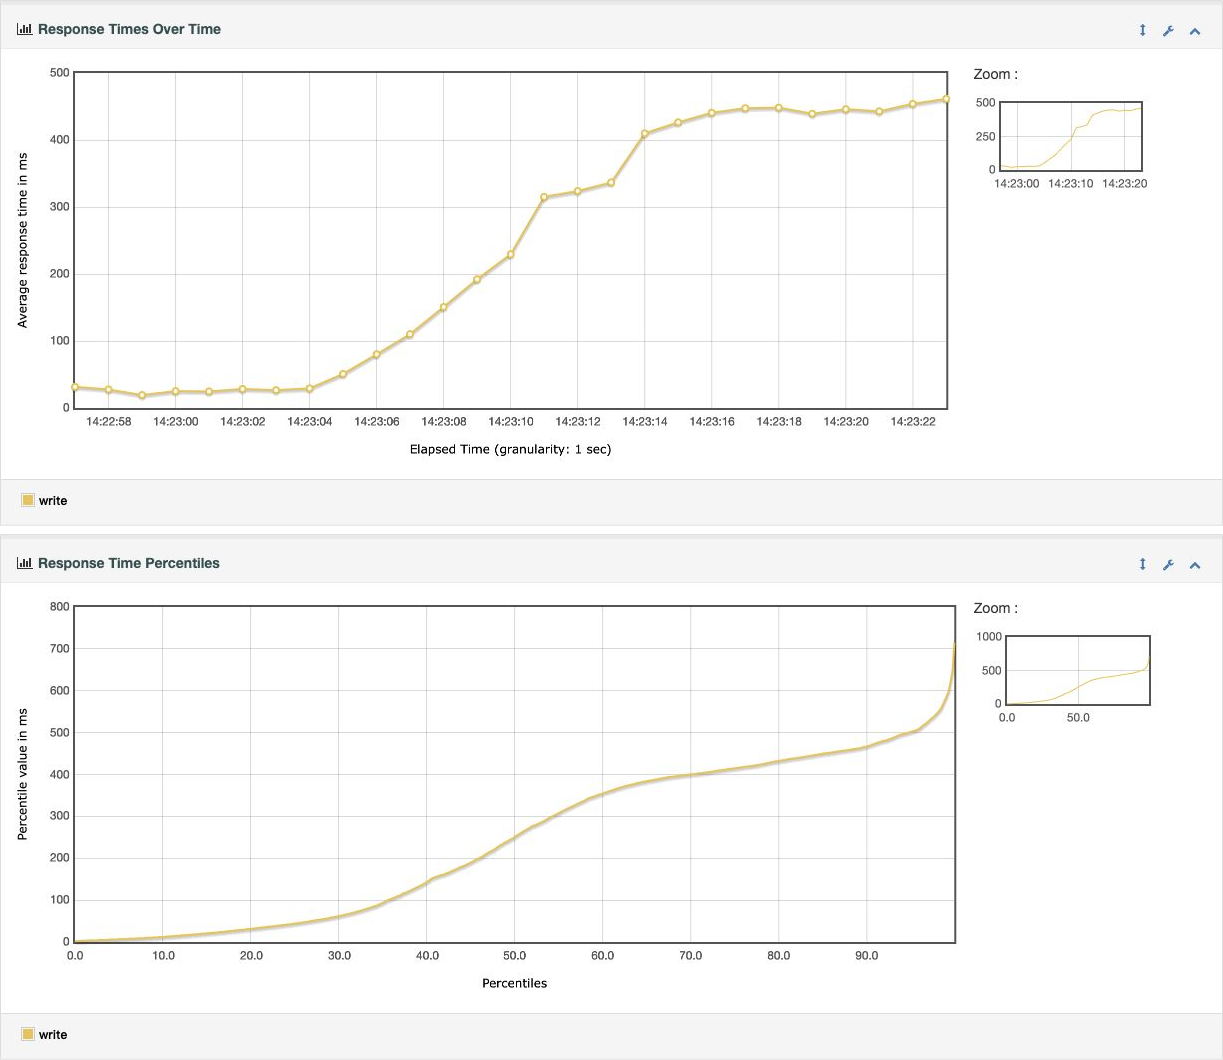 Response Times Over Time
Zoom :
500
400
300
200
100
0
Average response time in ms
14:22:58 14:23:00 14:23:02 14:23:04 14:23:06 14:23:08 14:23:10 14:23:12 14:23:14 14:23:16 14:23:18 14:23:20 14:23:22
Elapsed Time (granularity: 1 sec)
500
250
0
14:23:00 14:23:10 14:23:20
write
Response Time Percentiles
Zoom :
800
700
600
500
400
300
200
100
0
Percentile value in ms
0.0 10.0 20.0 30.0 40.0 50.0 60.0 70.0 80.0 90.0
Percentiles
1000
500
0
0.0 50.0
write